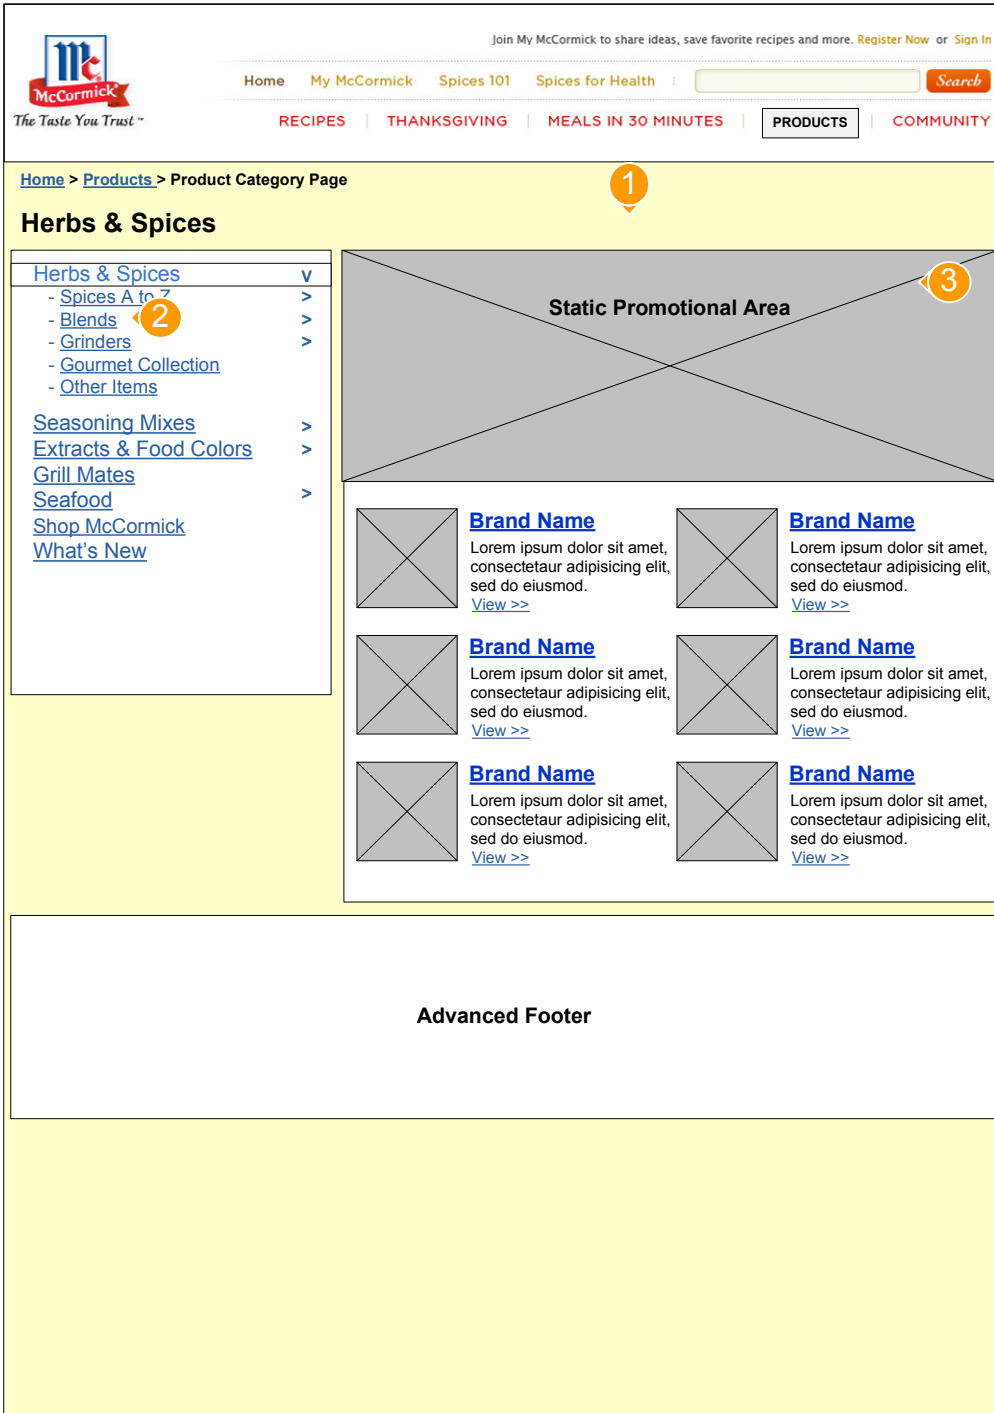 Join My McCormick to share ideas, save favorite recipes and more. Register Now or Sign In
Mc
McCormick
The Taste You Trust ™
Home My McCormick Spices 101 Spices for Health Search
RECIPES | THANKSGIVING | MEALS IN 30 MINUTES | PRODUCTS | COMMUNITY
Home > Products > Product Category Page
1
Herbs & Spices
Herbs & Spices v
- Spices A to Z >
- Blends 2 >
- Grinders >
- Gourmet Collection
- Other Items
Seasoning Mixes >
Extracts & Food Colors >
Grill Mates
Seafood >
Shop McCormick
What's New
3
Static Promotional Area
Brand Name
Lorem ipsum dolor sit amet,
consectetaur adipisicing elit,
sed do eiusmod.
View >>
Brand Name
Lorem ipsum dolor sit amet,
consectetaur adipisicing elit,
sed do eiusmod.
View >>
Brand Name
Lorem ipsum dolor sit amet,
consectetaur adipisicing elit,
sed do eiusmod.
View >>
Brand Name
Lorem ipsum dolor sit amet,
consectetaur adipisicing elit,
sed do eiusmod.
View >>
Brand Name
Lorem ipsum dolor sit amet,
consectetaur adipisicing elit,
sed do eiusmod.
View >>
Brand Name
Lorem ipsum dolor sit amet,
consectetaur adipisicing elit,
sed do eiusmod.
View >>
Advanced Footer